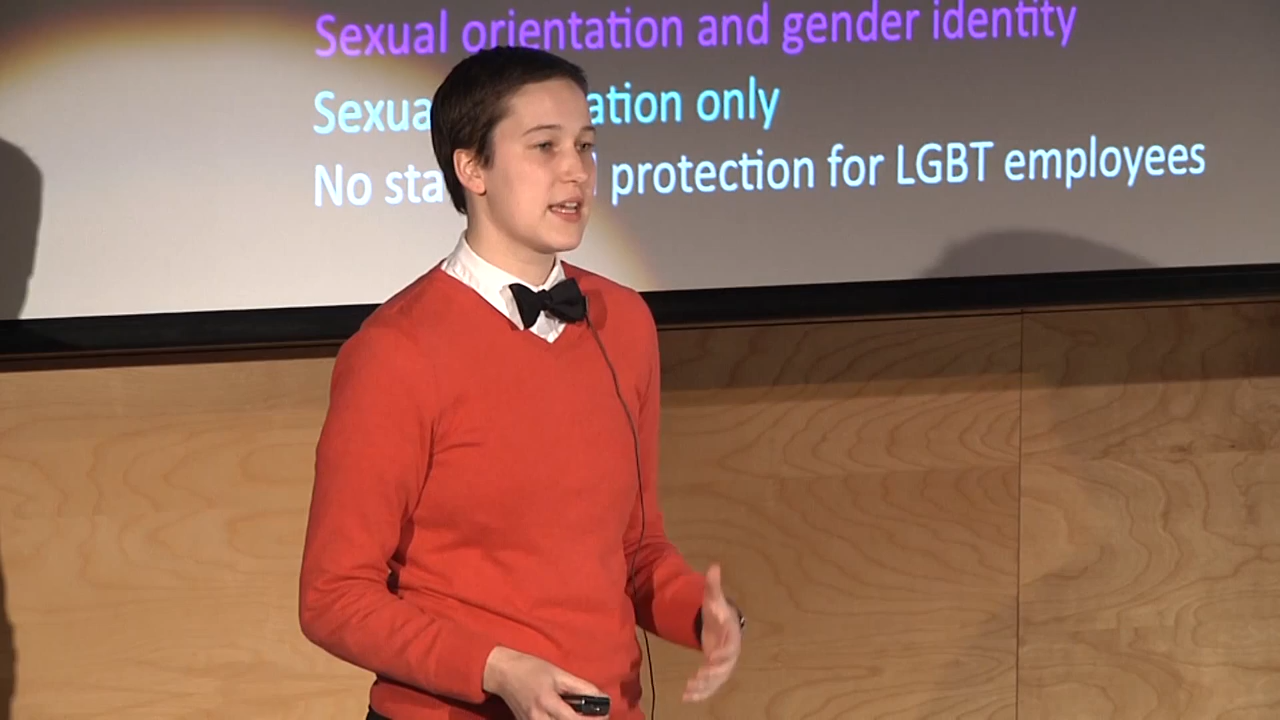 Sexual orientation and gender identity
Sexua ation only
No sta protection for LGBT employees